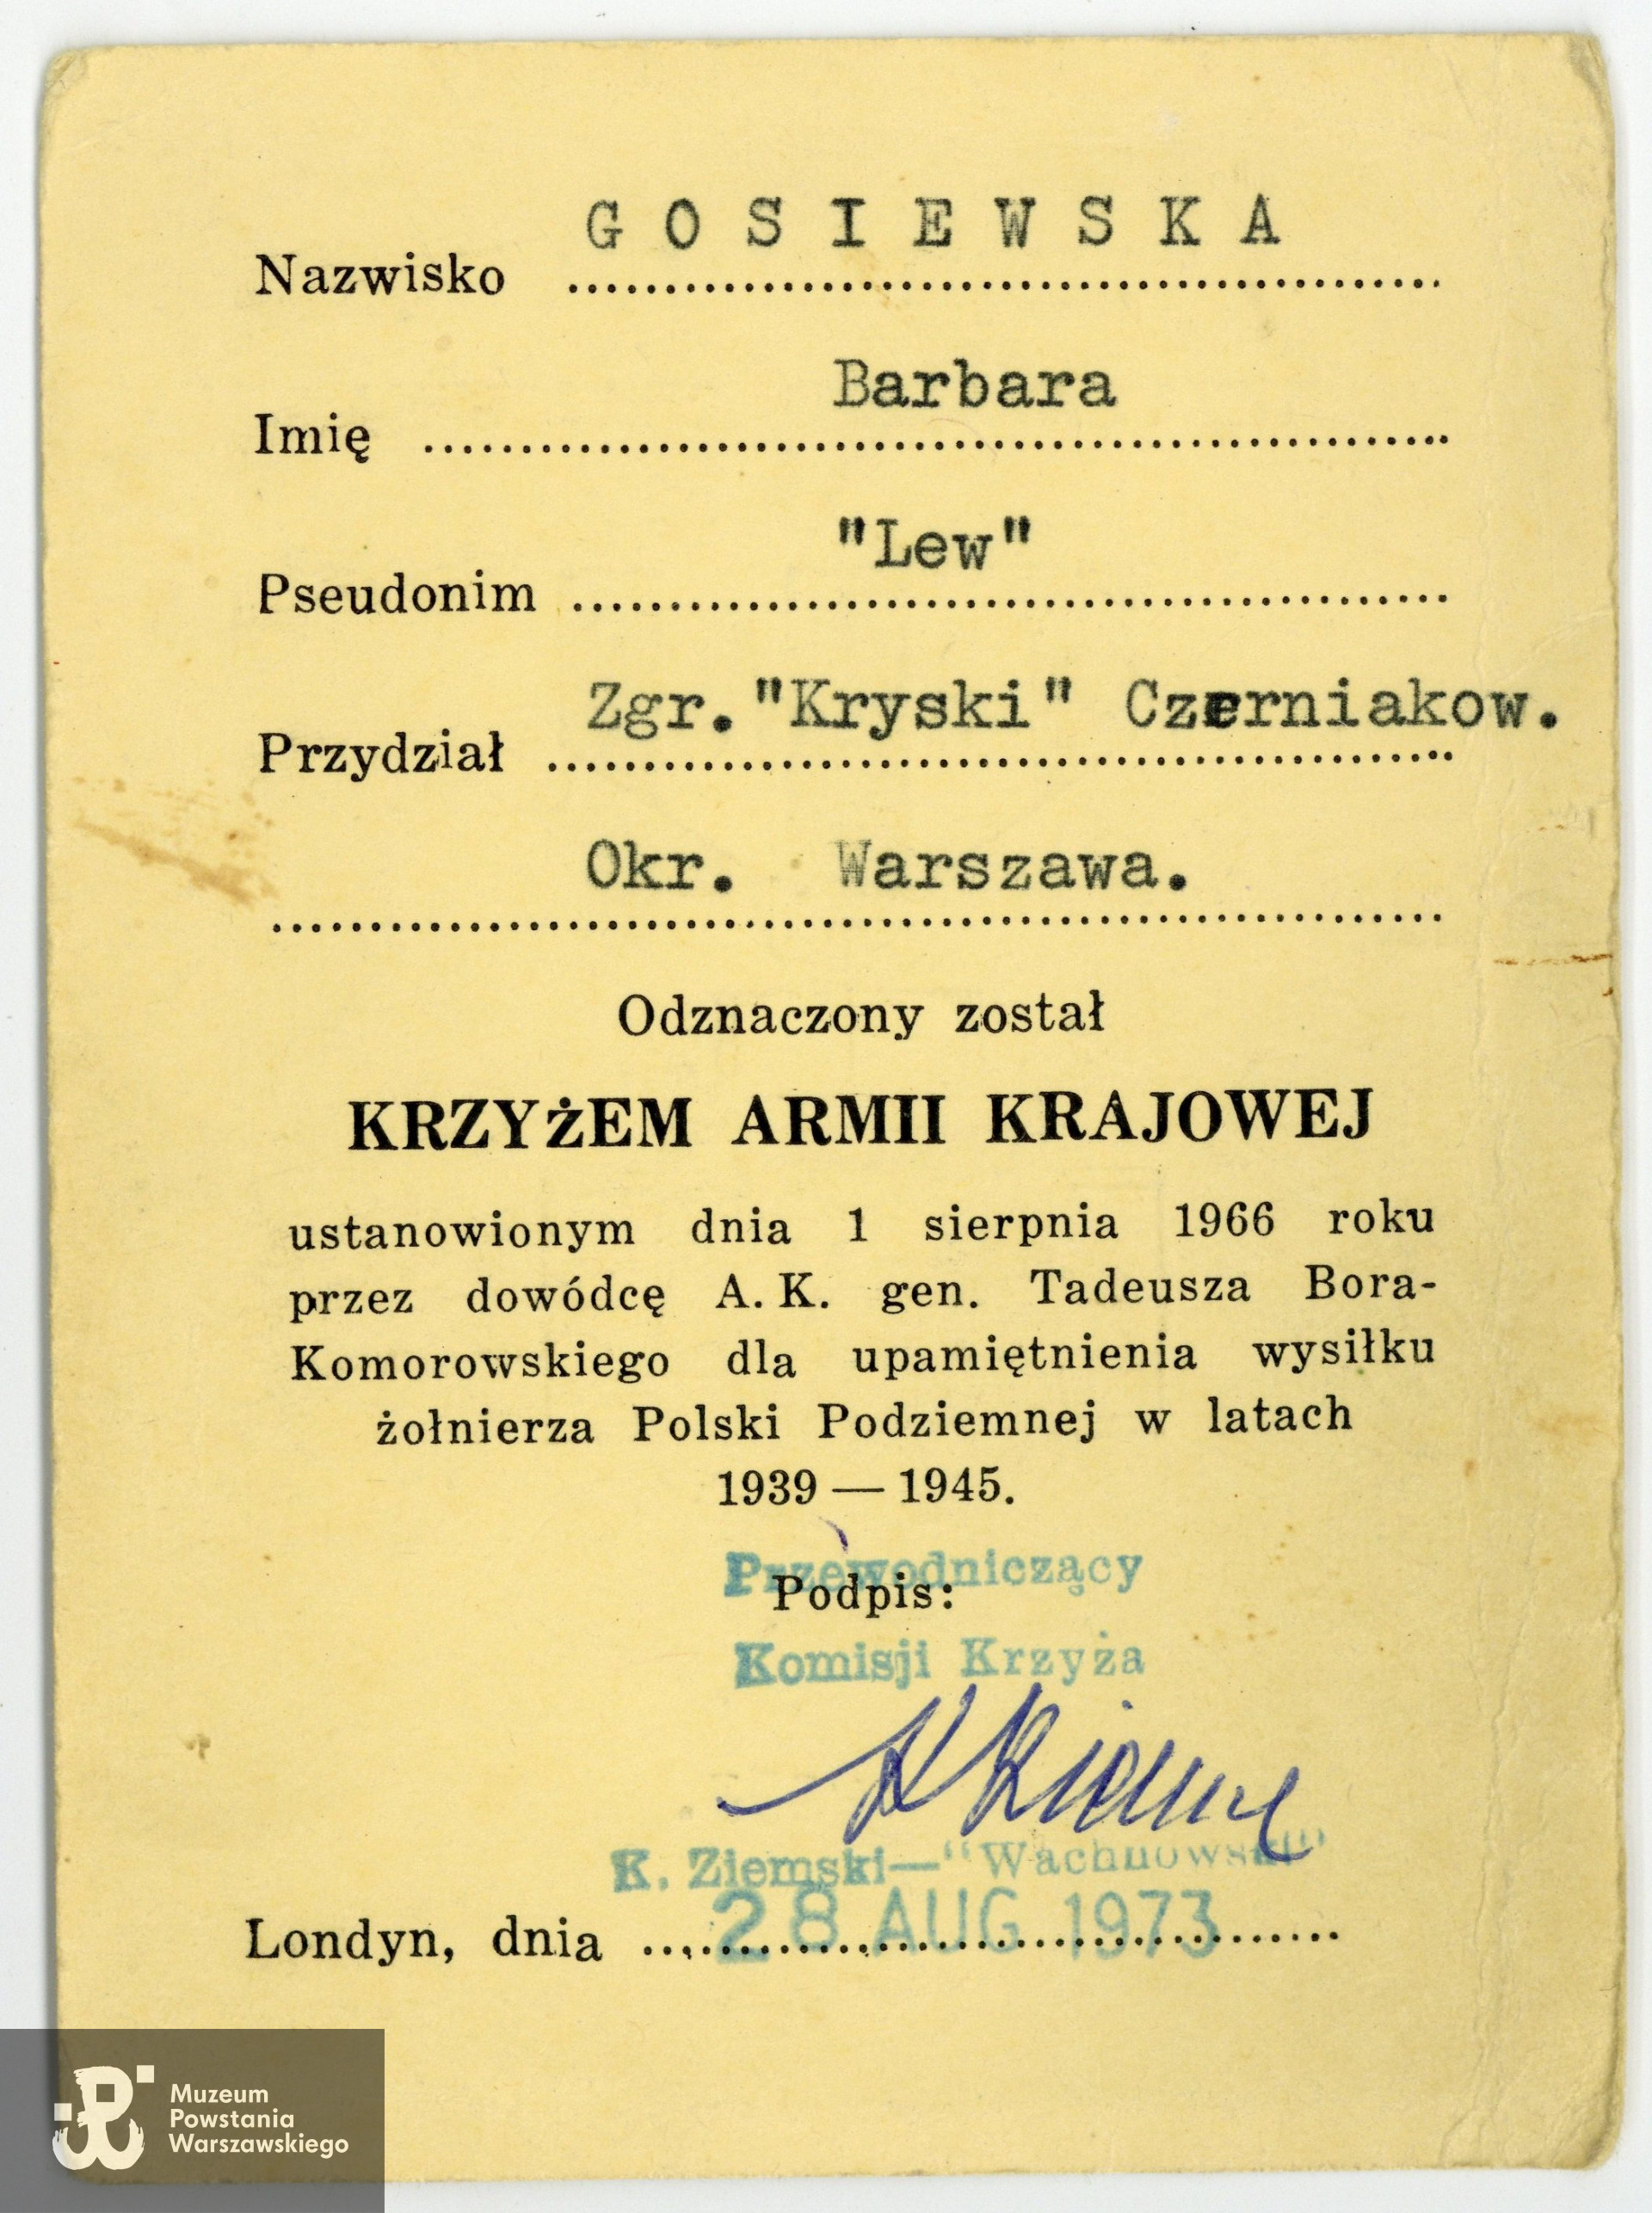 Nazwisko G O S I E W S K A
Imię Barbara
Pseudonim "Lew"
Przydział Zgr."Kryski" Czerniakow.
Okr. Warszawa.
Odznaczony został
KRZYżEM ARMII KRAJOWEJ
ustanowionym dnia 1 sierpnia 1966 roku
przez dowódcę A. K. gen. Tadeusza Bora-
Komorowskiego dla upamiętnienia wysiłku
żołnierza Polski Podziemnej w latach
1939 — 1945.
Przewodniczący
Podpis:
Komisji Krzyża
K. Ziemski—"Wachnowski"
Londyn, dnia 28 AUG 1973
Muzeum
Powstania
Warszawskiego